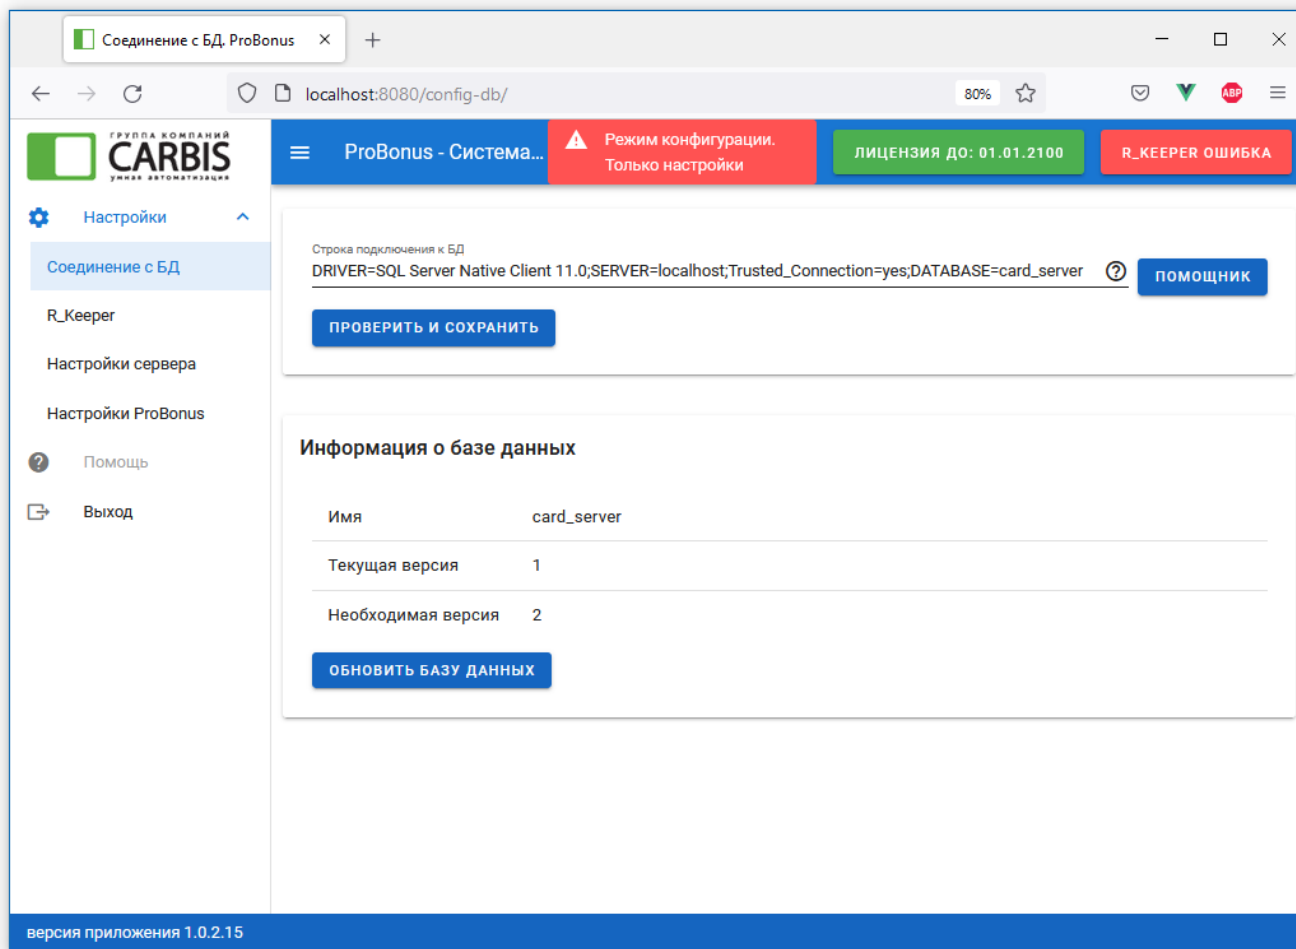 Соединение с БД. ProBonus
localhost:8080/config-db/
80%
ABP
ГРУППА КОМПАНИЙ
CARBIS
умная автоматизация
ProBonus - Система...
Режим конфигурации.
Только настройки
ЛИЦЕНЗИЯ ДО: 01.01.2100
R_KEEPER ОШИБКА
Настройки
Соединение с БД
R_Keeper
Настройки сервера
Настройки ProBonus
Помощь
Выход
Строка подключения к БД
DRIVER=SQL Server Native Client 11.0;SERVER=localhost;Trusted_Connection=yes;DATABASE=card_server
ПОМОЩНИК
ПРОВЕРИТЬ И СОХРАНИТЬ
Информация о базе данных
Имя card_server
Текущая версия 1
Необходимая версия 2
ОБНОВИТЬ БАЗУ ДАННЫХ
версия приложения 1.0.2.15